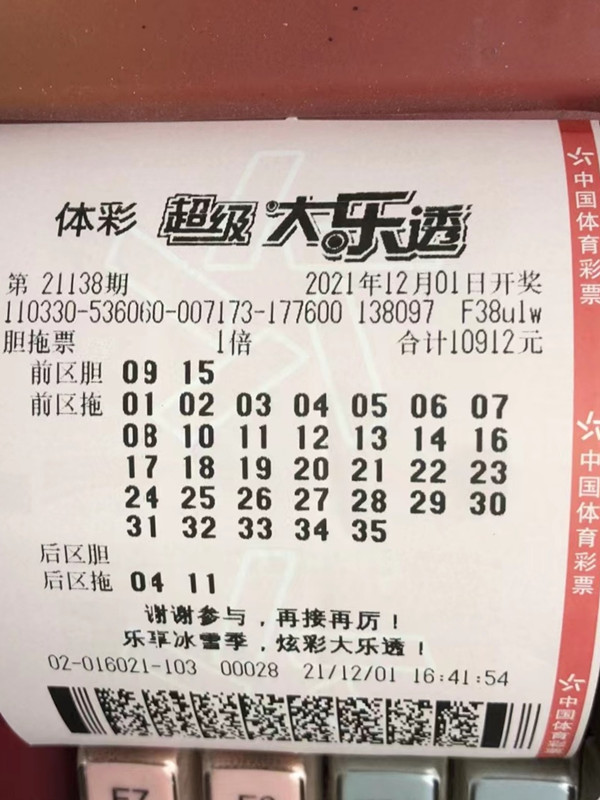 体彩 超级大乐透
第 21138期 2021年12月01日开奖
110330-536060-007173-177600 138097 F38u1w
胆拖票 1倍 合计10912元
前区胆 09 15
前区拖 01 02 03 04 05 06 07
08 10 11 12 13 14 16
17 18 19 20 21 22 23
24 25 26 27 28 29 30
31 32 33 34 35
后区胆
后区拖 04 11
谢谢参与，再接再厉！
乐享冰雪季，炫彩大乐透！
02-016021-103 00028 21/12/01 16:41:54
中国体育彩票
中国体育彩票
中国体育彩票
F7